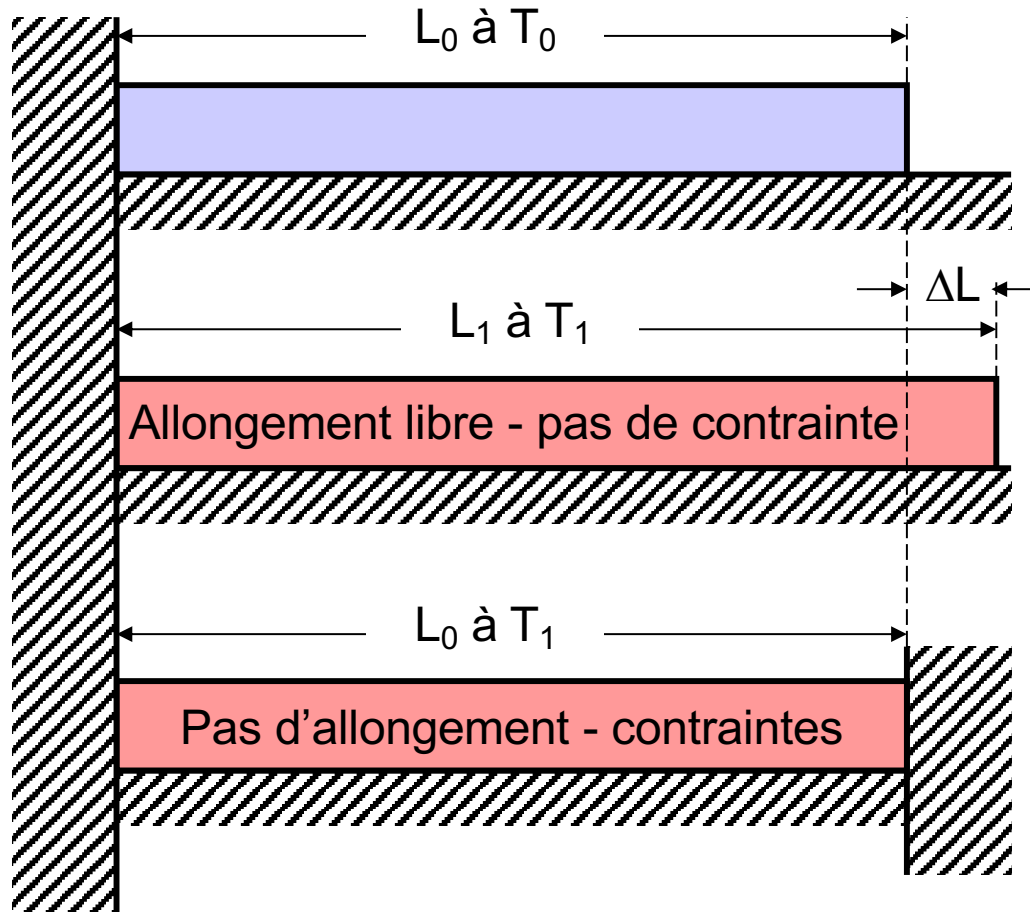 L₀ à T₀
ΔL
L₁ à T₁
Allongement libre - pas de contrainte
L₀ à T₁
Pas d’allongement - contraintes